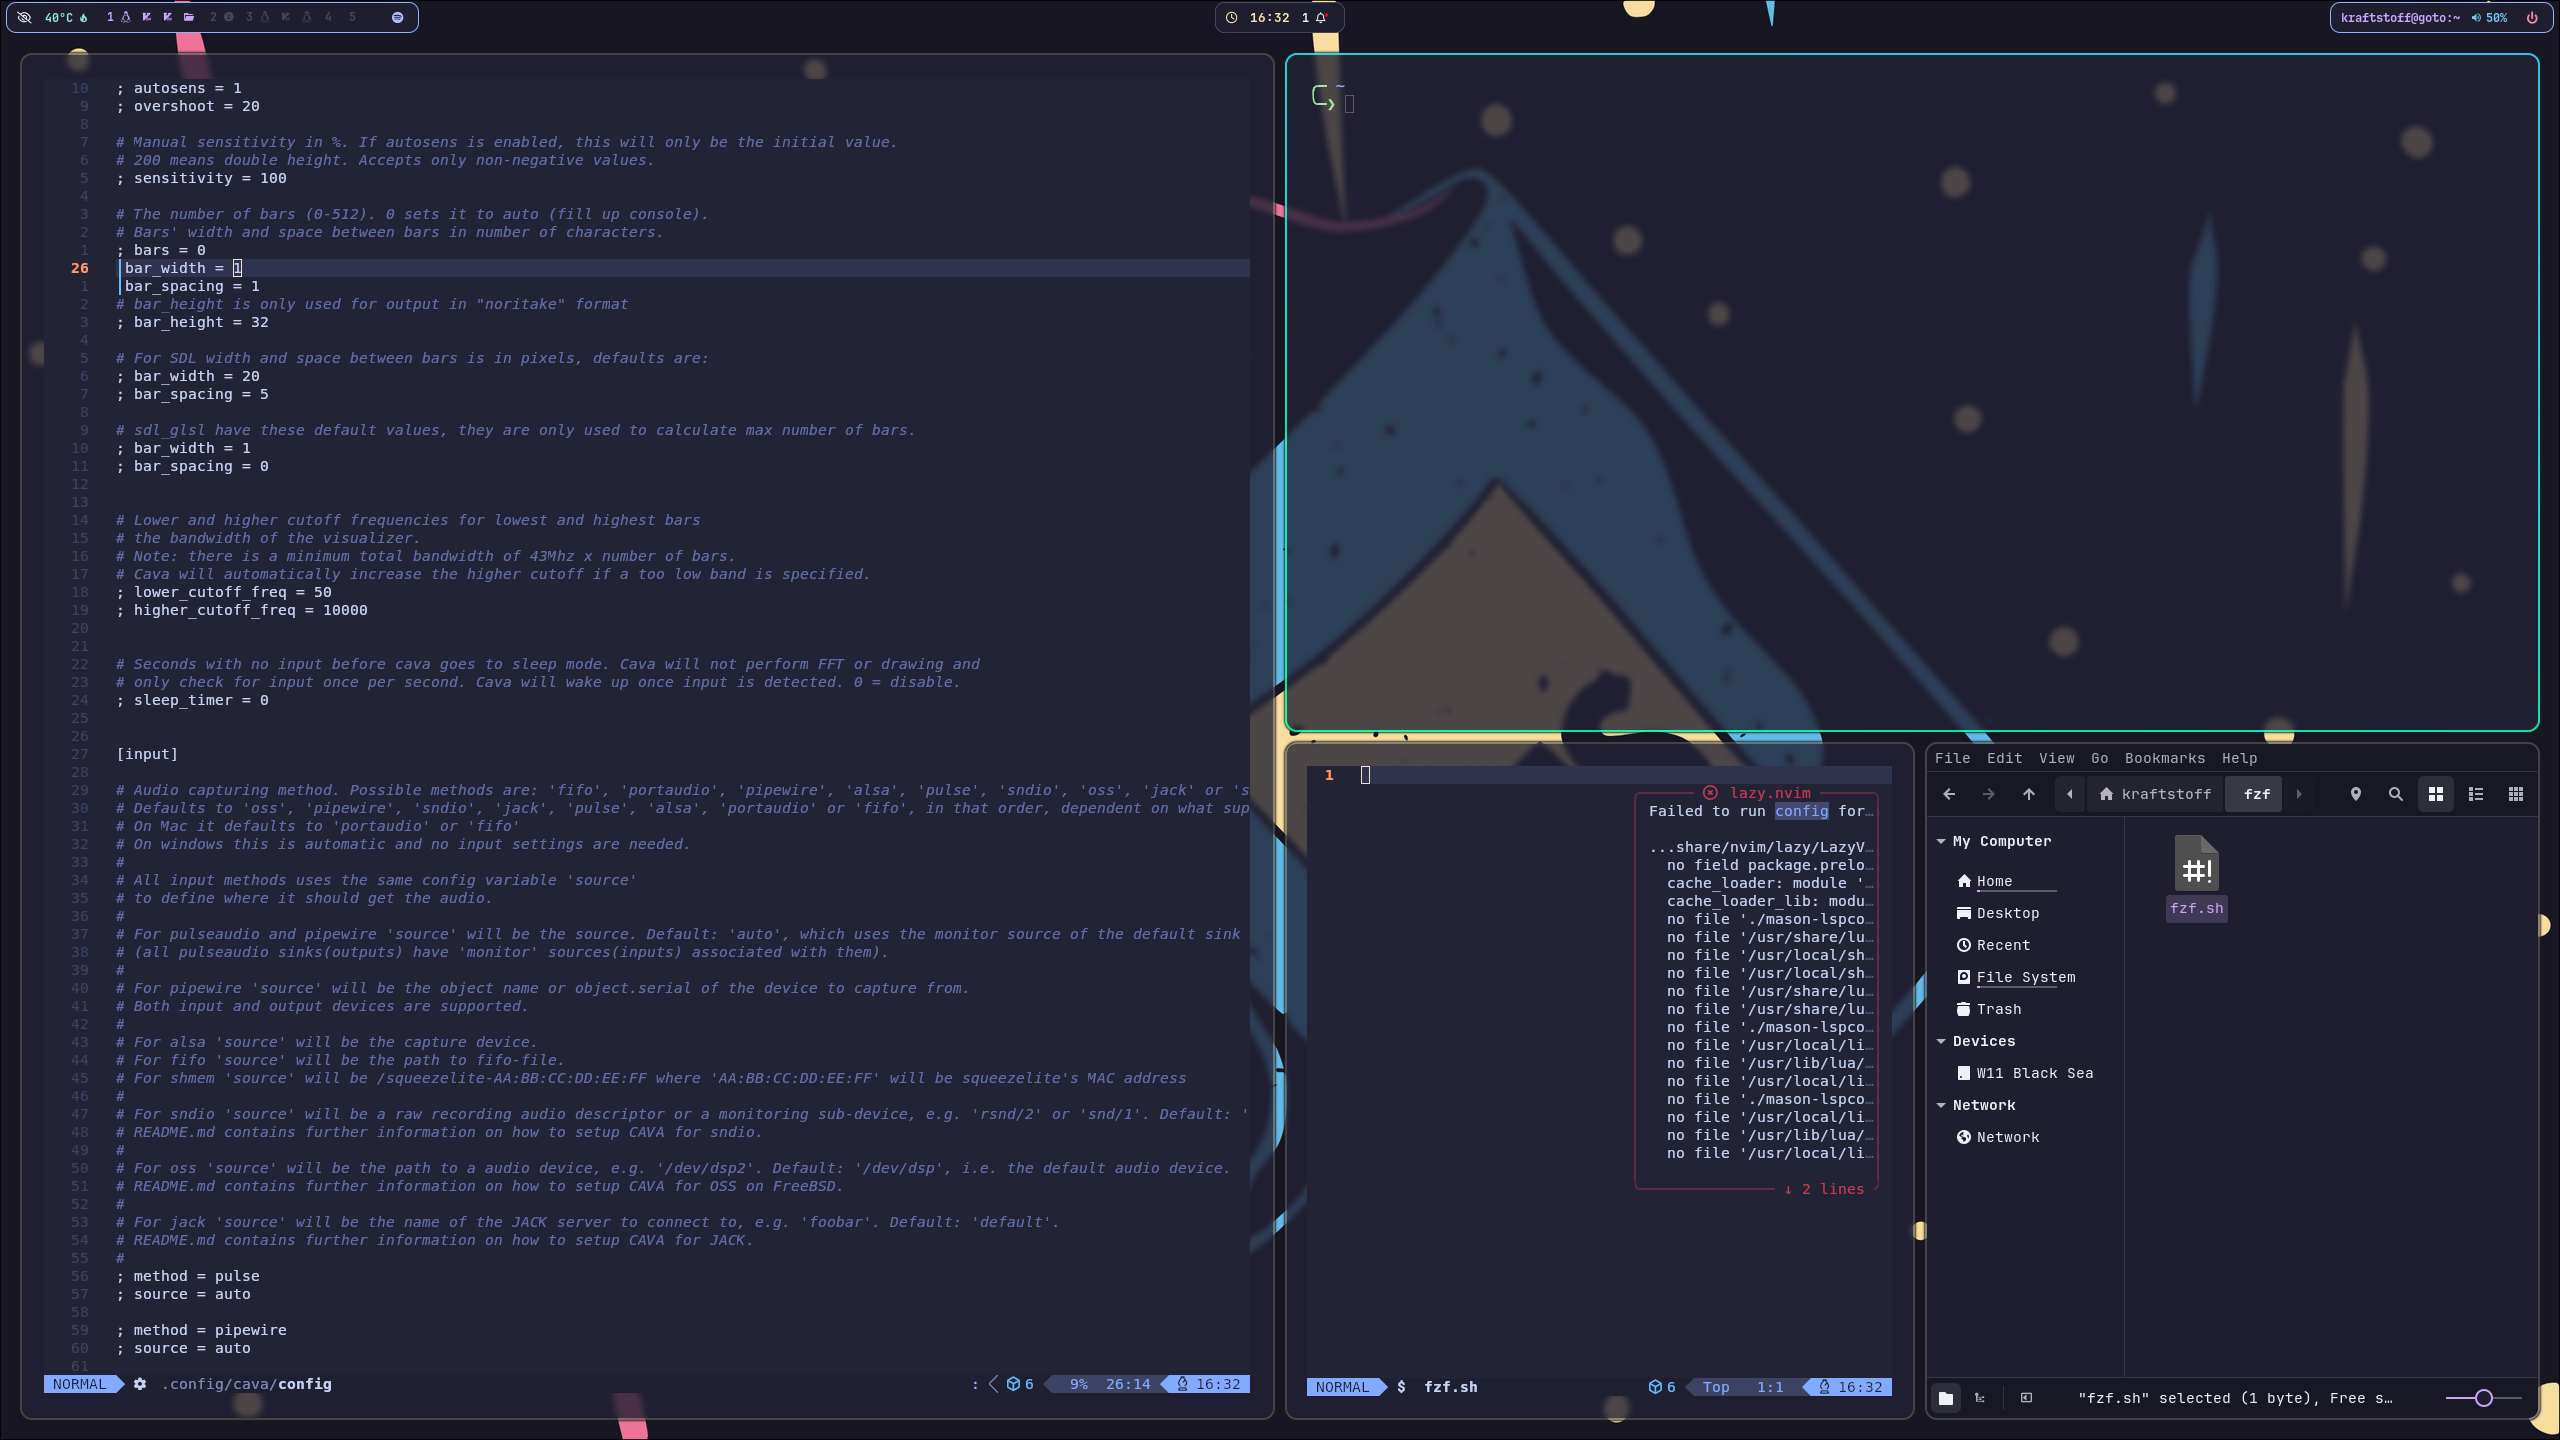 40°C 1 2 3 4 5
16:32 1
kraftstoff@goto:~ 50%
10 ; autosens = 1
9 ; overshoot = 20
8
7 # Manual sensitivity in %. If autosens is enabled, this will only be the initial value.
6 # 200 means double height. Accepts only non-negative values.
5 ; sensitivity = 100
4
3 # The number of bars (0-512). 0 sets it to auto (fill up console).
2 # Bars' width and space between bars in number of characters.
1 ; bars = 0
26 bar_width = 1
1 bar_spacing = 1
2 # bar_height is only used for output in "noritake" format
3 ; bar_height = 32
4
5 # For SDL width and space between bars is in pixels, defaults are:
6 ; bar_width = 20
7 ; bar_spacing = 5
8
9 # sdl_glsl have these default values, they are only used to calculate max number of bars.
10 ; bar_width = 1
11 ; bar_spacing = 0
12
13
14 # Lower and higher cutoff frequencies for lowest and highest bars
15 # the bandwidth of the visualizer.
16 # Note: there is a minimum total bandwidth of 43Mhz x number of bars.
17 # Cava will automatically increase the higher cutoff if a too low band is specified.
18 ; lower_cutoff_freq = 50
19 ; higher_cutoff_freq = 10000
20
21
22 # Seconds with no input before cava goes to sleep mode. Cava will not perform FFT or drawing and
23 # only check for input once per second. Cava will wake up once input is detected. 0 = disable.
24 ; sleep_timer = 0
25
26
27 [input]
28
29 # Audio capturing method. Possible methods are: 'fifo', 'portaudio', 'pipewire', 'alsa', 'pulse', 'sndio', 'oss', 'jack' or 's
30 # Defaults to 'oss', 'pipewire', 'sndio', 'jack', 'pulse', 'alsa', 'portaudio' or 'fifo', in that order, dependent on what sup
31 # On Mac it defaults to 'portaudio' or 'fifo'
32 # On windows this is automatic and no input settings are needed.
33 #
34 # All input methods uses the same config variable 'source'
35 # to define where it should get the audio.
36 #
37 # For pulseaudio and pipewire 'source' will be the source. Default: 'auto', which uses the monitor source of the default sink
38 # (all pulseaudio sinks(outputs) have 'monitor' sources(inputs) associated with them).
39 #
40 # For pipewire 'source' will be the object name or object.serial of the device to capture from.
41 # Both input and output devices are supported.
42 #
43 # For alsa 'source' will be the capture device.
44 # For fifo 'source' will be the path to fifo-file.
45 # For shmem 'source' will be /squeezelite-AA:BB:CC:DD:EE:FF where 'AA:BB:CC:DD:EE:FF' will be squeezelite's MAC address
46 #
47 # For sndio 'source' will be a raw recording audio descriptor or a monitoring sub-device, e.g. 'rsnd/2' or 'snd/1'. Default: '
48 # README.md contains further information on how to setup CAVA for sndio.
49 #
50 # For oss 'source' will be the path to a audio device, e.g. '/dev/dsp2'. Default: '/dev/dsp', i.e. the default audio device.
51 # README.md contains further information on how to setup CAVA for OSS on FreeBSD.
52 #
53 # For jack 'source' will be the name of the JACK server to connect to, e.g. 'foobar'. Default: 'default'.
54 # README.md contains further information on how to setup CAVA for JACK.
55 #
56 ; method = pulse
57 ; source = auto
58
59 ; method = pipewire
60 ; source = auto
61
NORMAL .config/cava/config : 6 9% 26:14 16:32
~
❯
1
lazy.nvim
Failed to run config for…
...share/nvim/lazy/LazyV…
no field package.prelo…
cache_loader: module '…
cache_loader_lib: modu…
no file './mason-lspco…
no file '/usr/share/lu…
no file '/usr/local/sh…
no file '/usr/local/sh…
no file '/usr/share/lu…
no file '/usr/share/lu…
no file './mason-lspco…
no file '/usr/local/li…
no file '/usr/lib/lua/…
no file '/usr/local/li…
no file './mason-lspco…
no file '/usr/local/li…
no file '/usr/lib/lua/…
no file '/usr/local/li…
↓ 2 lines
NORMAL $ fzf.sh 6 Top 1:1 16:32
File Edit View Go Bookmarks Help
kraftstoff fzf
My Computer
Home
Desktop
Recent
File System
Trash
Devices
W11 Black Sea
Network
Network
#!
fzf.sh
"fzf.sh" selected (1 byte), Free s…